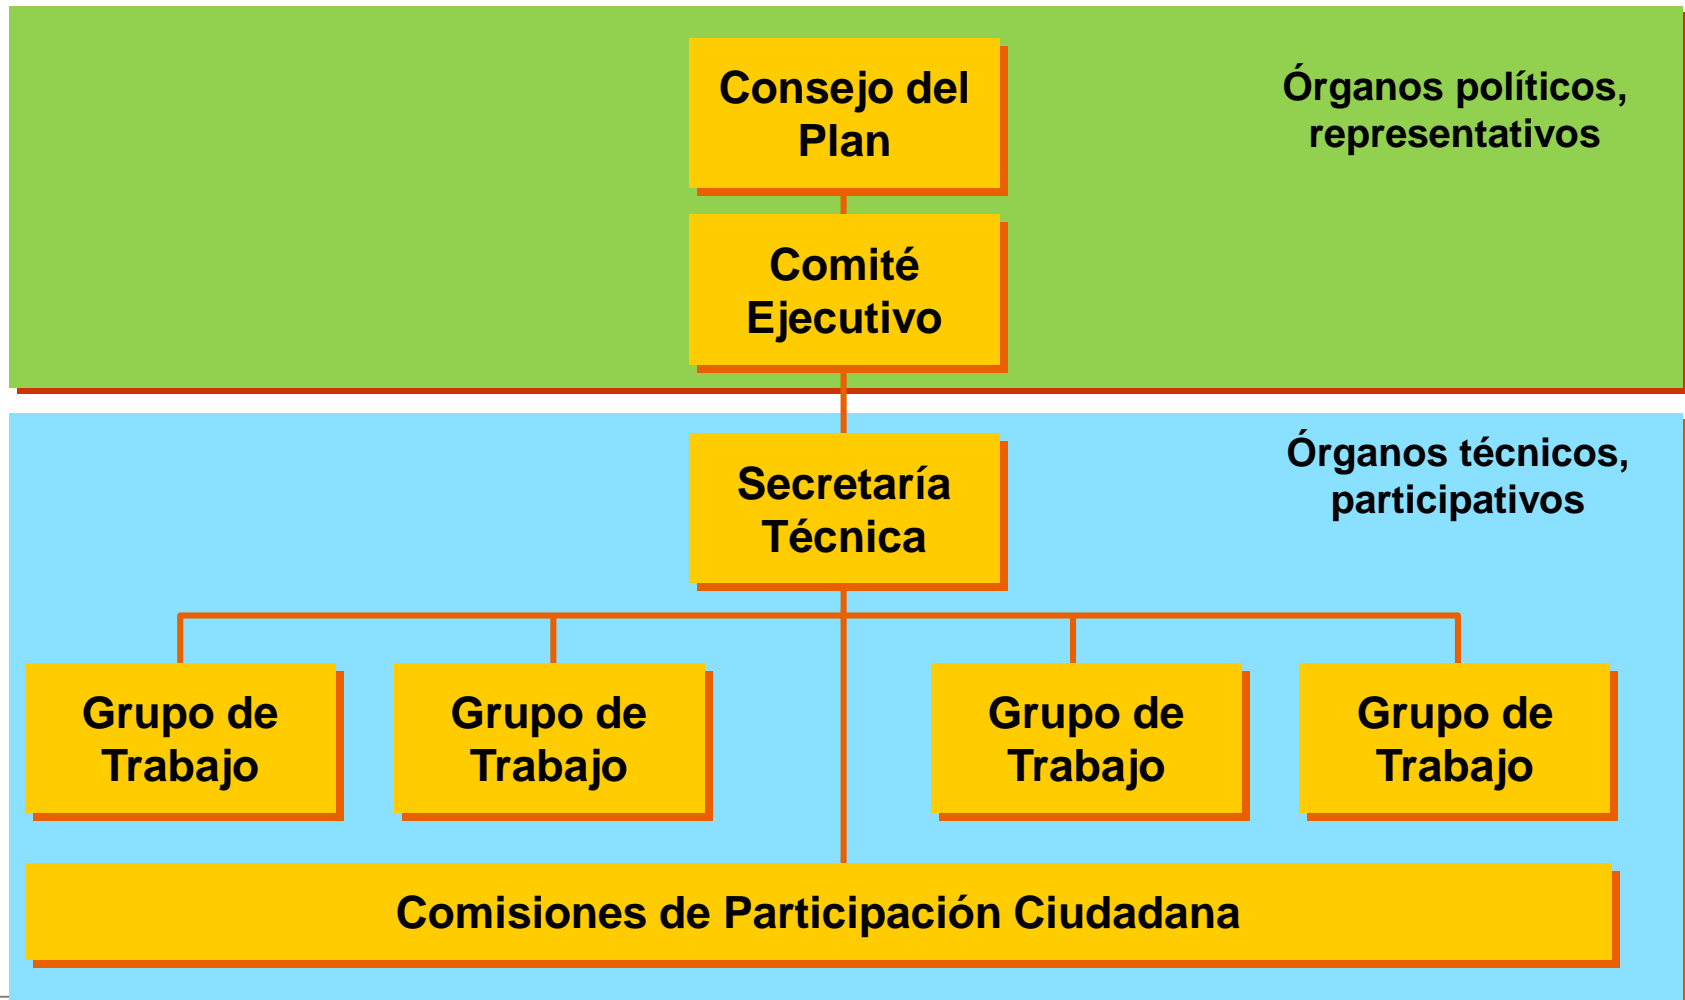 Consejo del
Plan
Órganos políticos,
representativos
Comité
Ejecutivo
Secretaría
Técnica
Órganos técnicos,
participativos
Grupo de
Trabajo
Grupo de
Trabajo
Grupo de
Trabajo
Grupo de
Trabajo
Comisiones de Participación Ciudadana